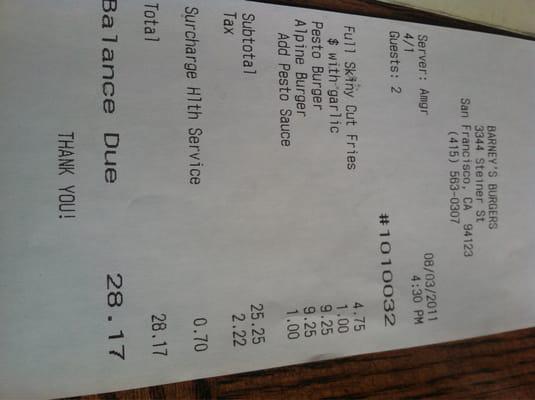 BARNEY'S BURGERS
3344 Steiner St
San Francisco, CA 94123
(415) 563-0307
Server: Amgr 08/03/2011
4/1 4:30 PM
Guests: 2
#1010032
Full Skiny Cut Fries 4.75
$ with garlic 1.00
Pesto Burger 9.25
Alpine Burger 9.25
Add Pesto Sauce 1.00
Subtotal 25.25
Tax 2.22
Surcharge Hlth Service 0.70
Total 28.17
Balance Due 28.17
THANK YOU!